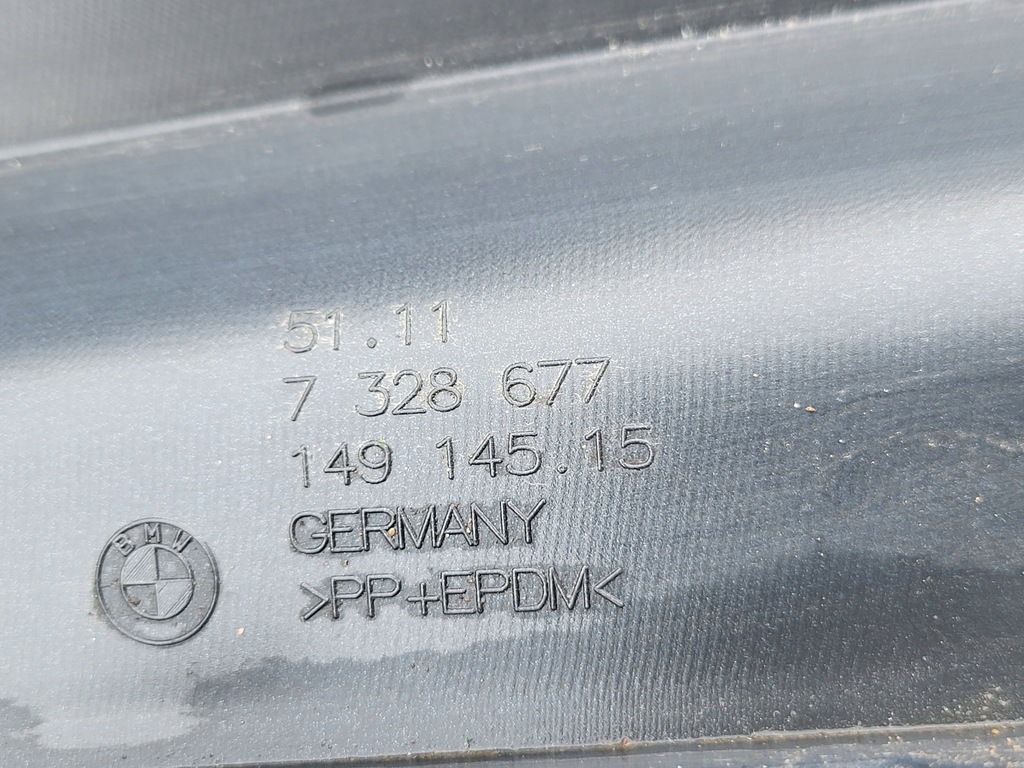 51.11
7 328 677
149 145.15
GERMANY
BMW
>PP+EPDM<